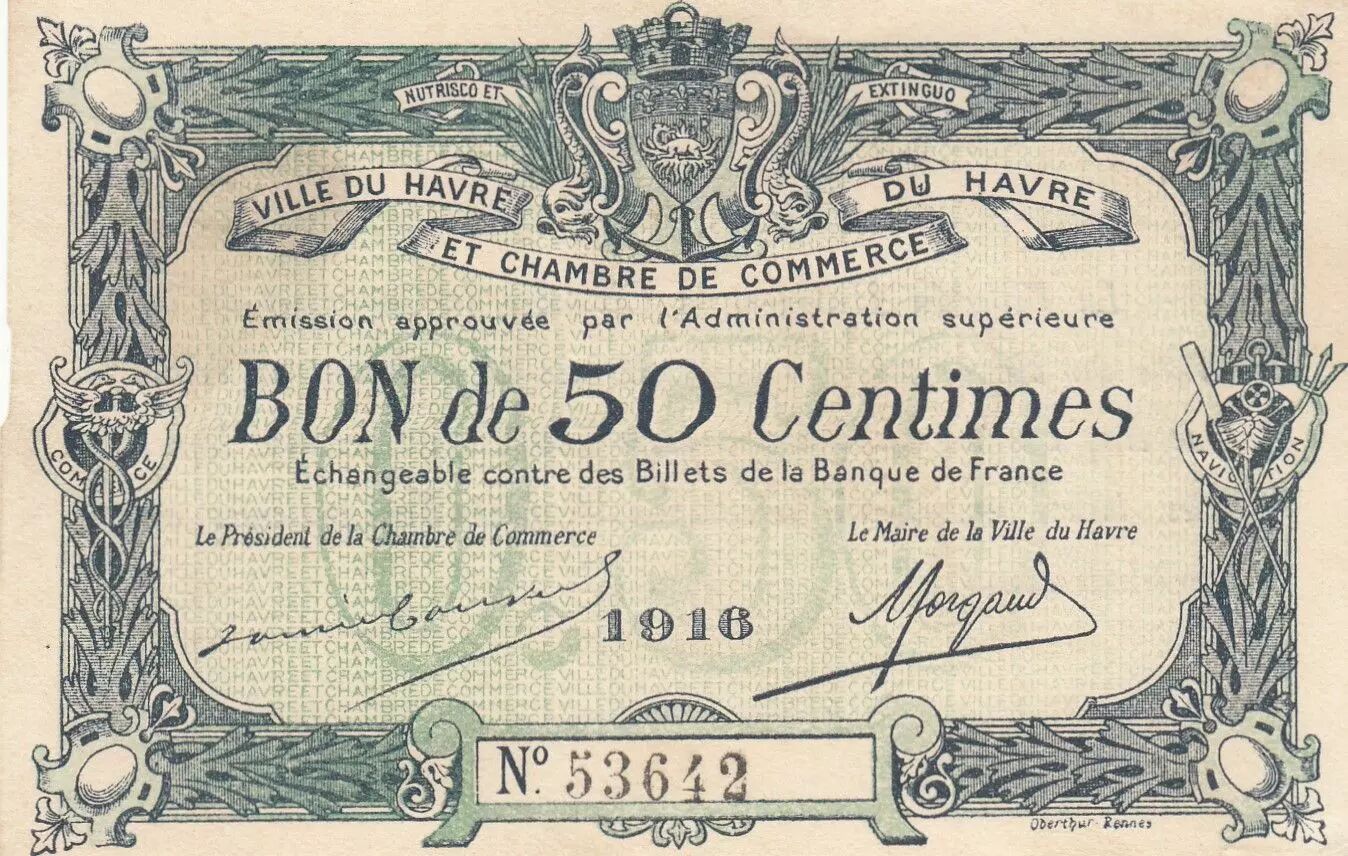 NUTRISCO ET EXTINGUO
VILLE DU HAVRE DU HAVRE
ET CHAMBRE DE COMMERCE
Émission approuvée par l'Administration supérieure
BON de 50 Centimes
Échangeable contre des Billets de la Banque de France
COMMERCE
NAVIGATION
Le Président de la Chambre de Commerce Le Maire de la Ville du Havre
Morgand
1916
No. 53642
Oberthur - Rennes